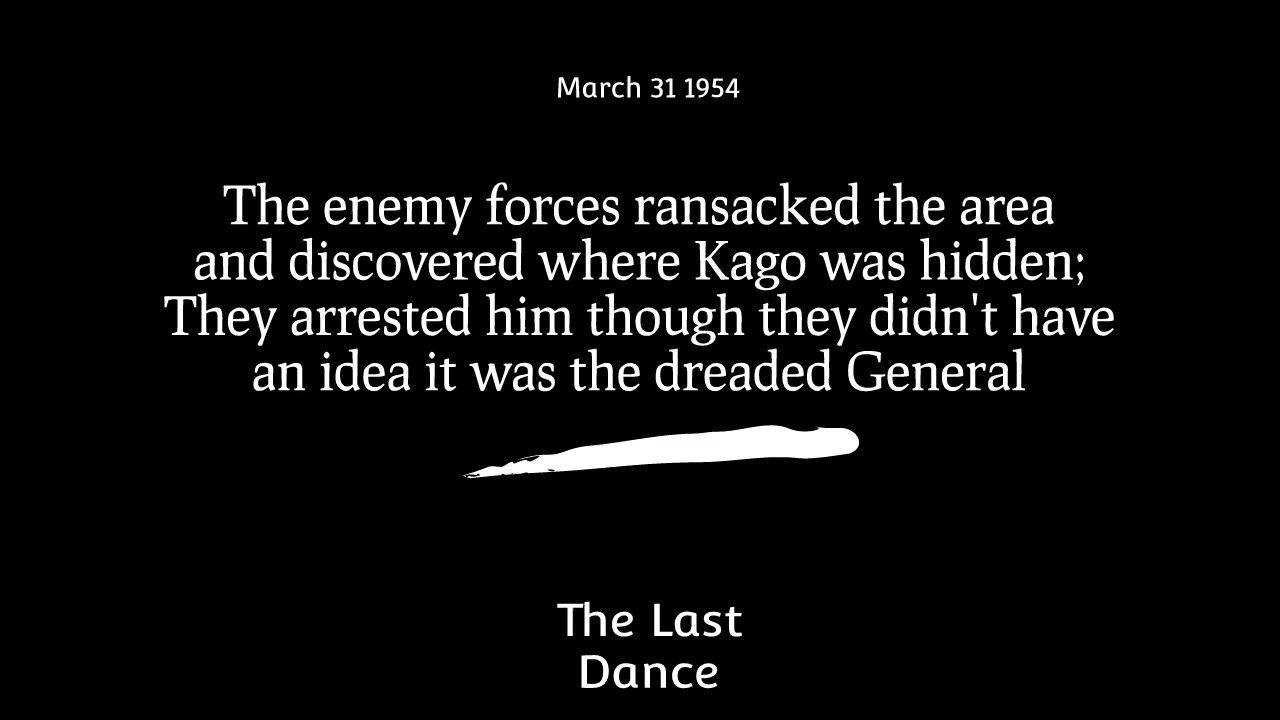 March 31 1954
The enemy forces ransacked the area
and discovered where Kago was hidden;
They arrested him though they didn't have
an idea it was the dreaded General
The Last
Dance